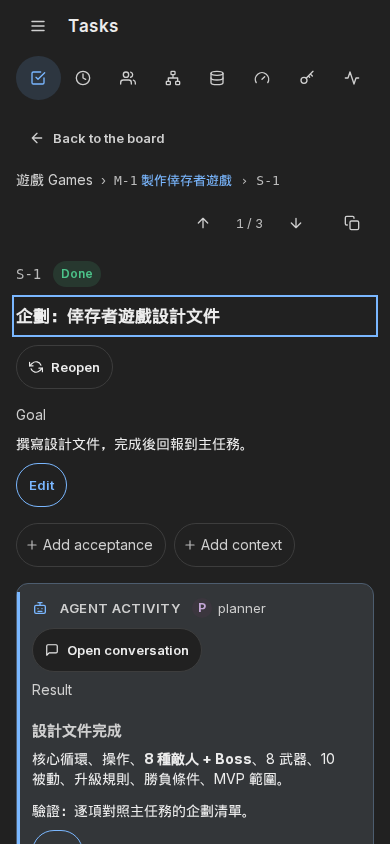 Tasks
Back to the board
遊戲 Games › M-1 製作倖存者遊戲 › S-1
1 / 3
S-1 Done
企劃：倖存者遊戲設計文件
Reopen
Goal
撰寫設計文件，完成後回報到主任務。
Edit
+ Add acceptance + Add context
AGENT ACTIVITY P planner
Open conversation
Result
設計文件完成
核心循環、操作、8 種敵人 + Boss、8 武器、10
被動、升級規則、勝負條件、MVP 範圍。
驗證：逐項對照主任務的企劃清單。